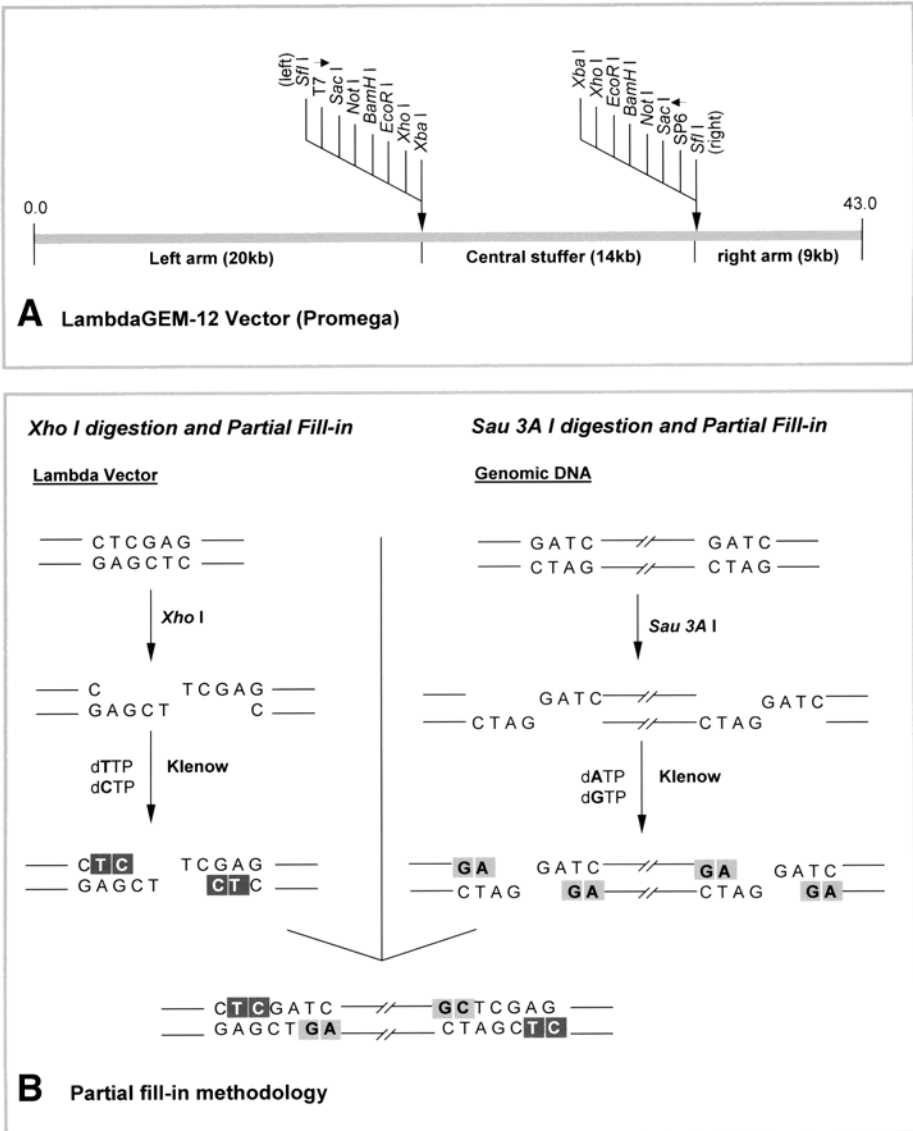 (left)
Sfi I
T7
Sac I
Not I
BamH I
EcoR I
Xho I
Xba I
Xba I
Xho I
EcoR I
BamH I
Not I
Sac I
SP6
Sfi I
(right)
0.0
43.0
Left arm (20kb)
Central stuffer (14kb)
right arm (9kb)
A LambdaGEM-12 Vector (Promega)
Xho I digestion and Partial Fill-in
Lambda Vector
CTCGAG
GAGCTC
Xho I
C TCGAG
GAGCT C
dTTP
dCTP
Klenow
CTC TCGAG
GAGCT CTC
Sau 3A I digestion and Partial Fill-in
Genomic DNA
GATC GATC
CTAG CTAG
Sau 3A I
GATC GATC
CTAG CTAG
dATP
dGTP
Klenow
GA GATC GA GATC
CTAG GA CTAG GA
CTCGATC GCTCGAG
GAGCTGA CTAGCTC
B Partial fill-in methodology